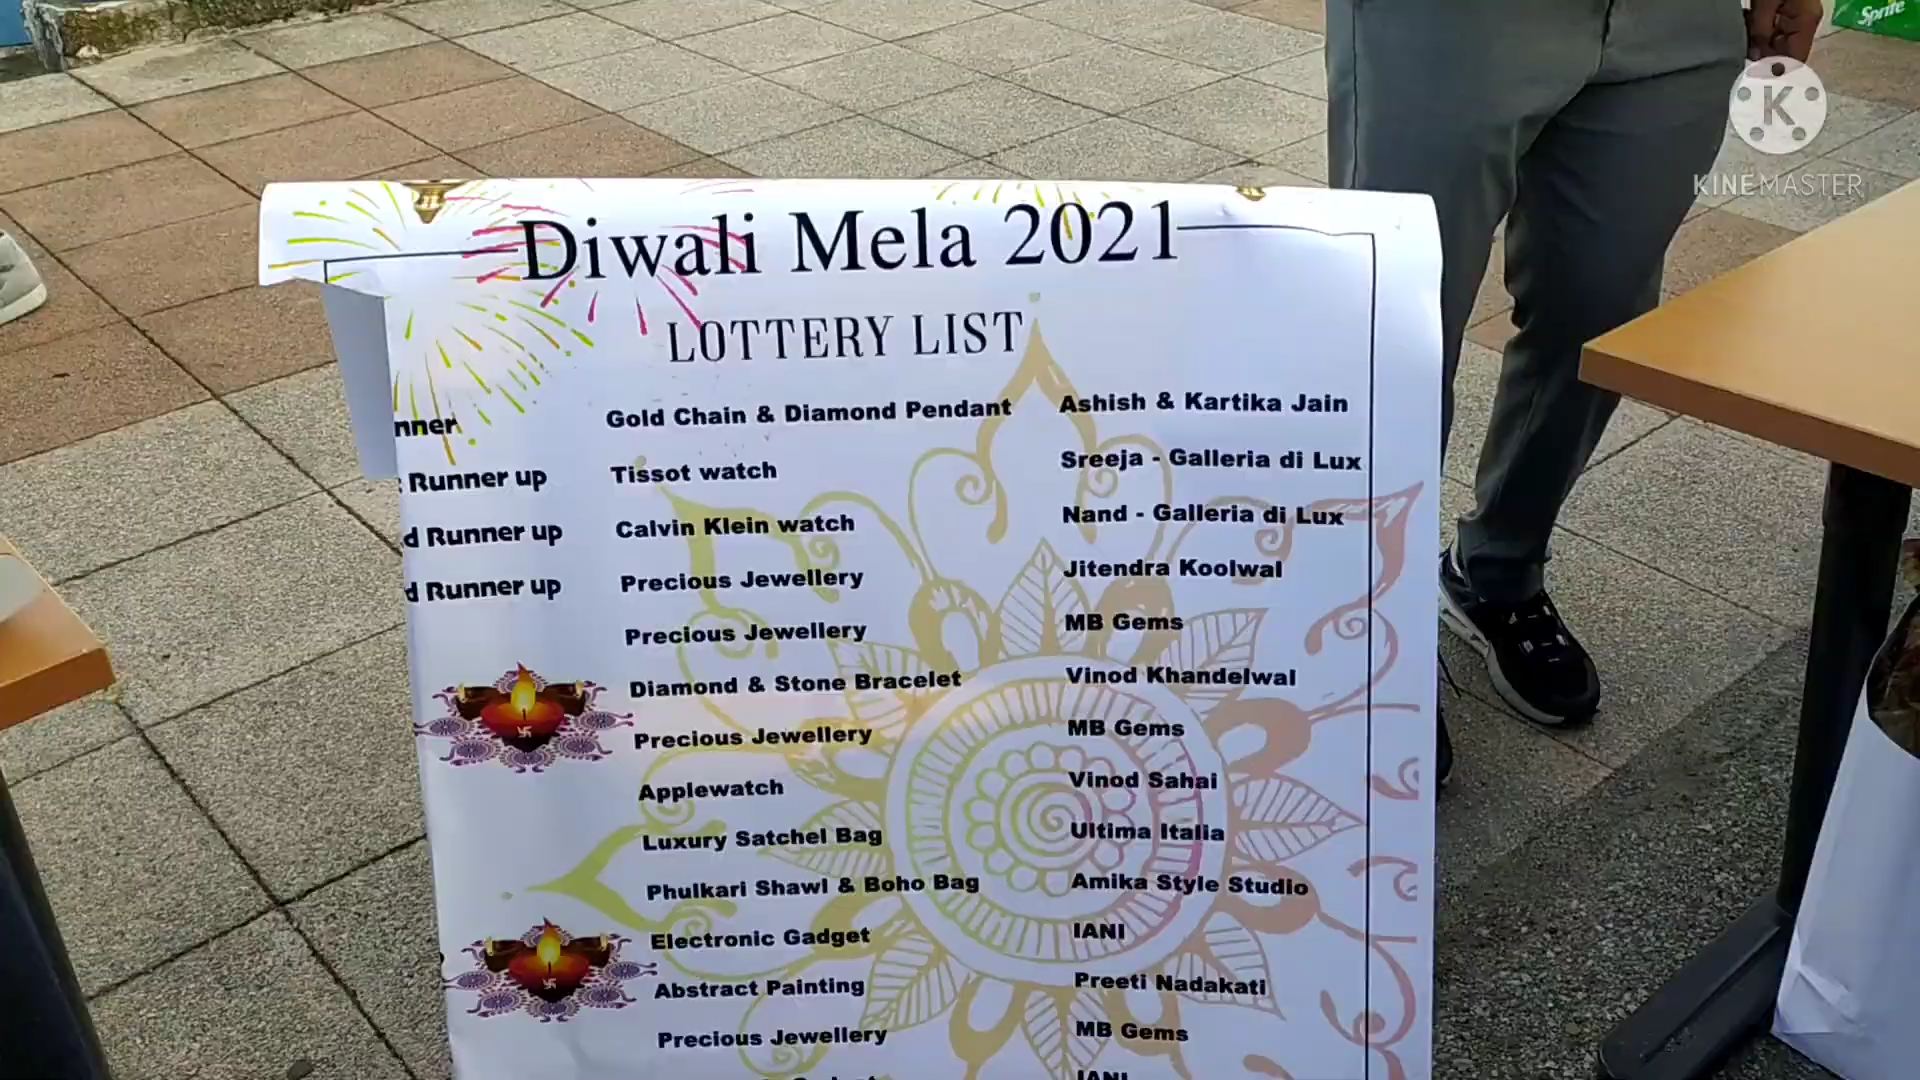 Sprite
K
KINEMASTER
Diwali Mela 2021
LOTTERY LIST
nner Gold Chain & Diamond Pendant Ashish & Kartika Jain
Runner up Tissot watch Sreeja - Galleria di Lux
d Runner up Calvin Klein watch Nand - Galleria di Lux
d Runner up Precious Jewellery Jitendra Koolwal
Precious Jewellery MB Gems
Diamond & Stone Bracelet Vinod Khandelwal
Precious Jewellery MB Gems
Applewatch Vinod Sahai
Luxury Satchel Bag Ultima Italia
Phulkari Shawl & Boho Bag Amika Style Studio
Electronic Gadget IANI
Abstract Painting Preeti Nadakati
Precious Jewellery MB Gems
IANI